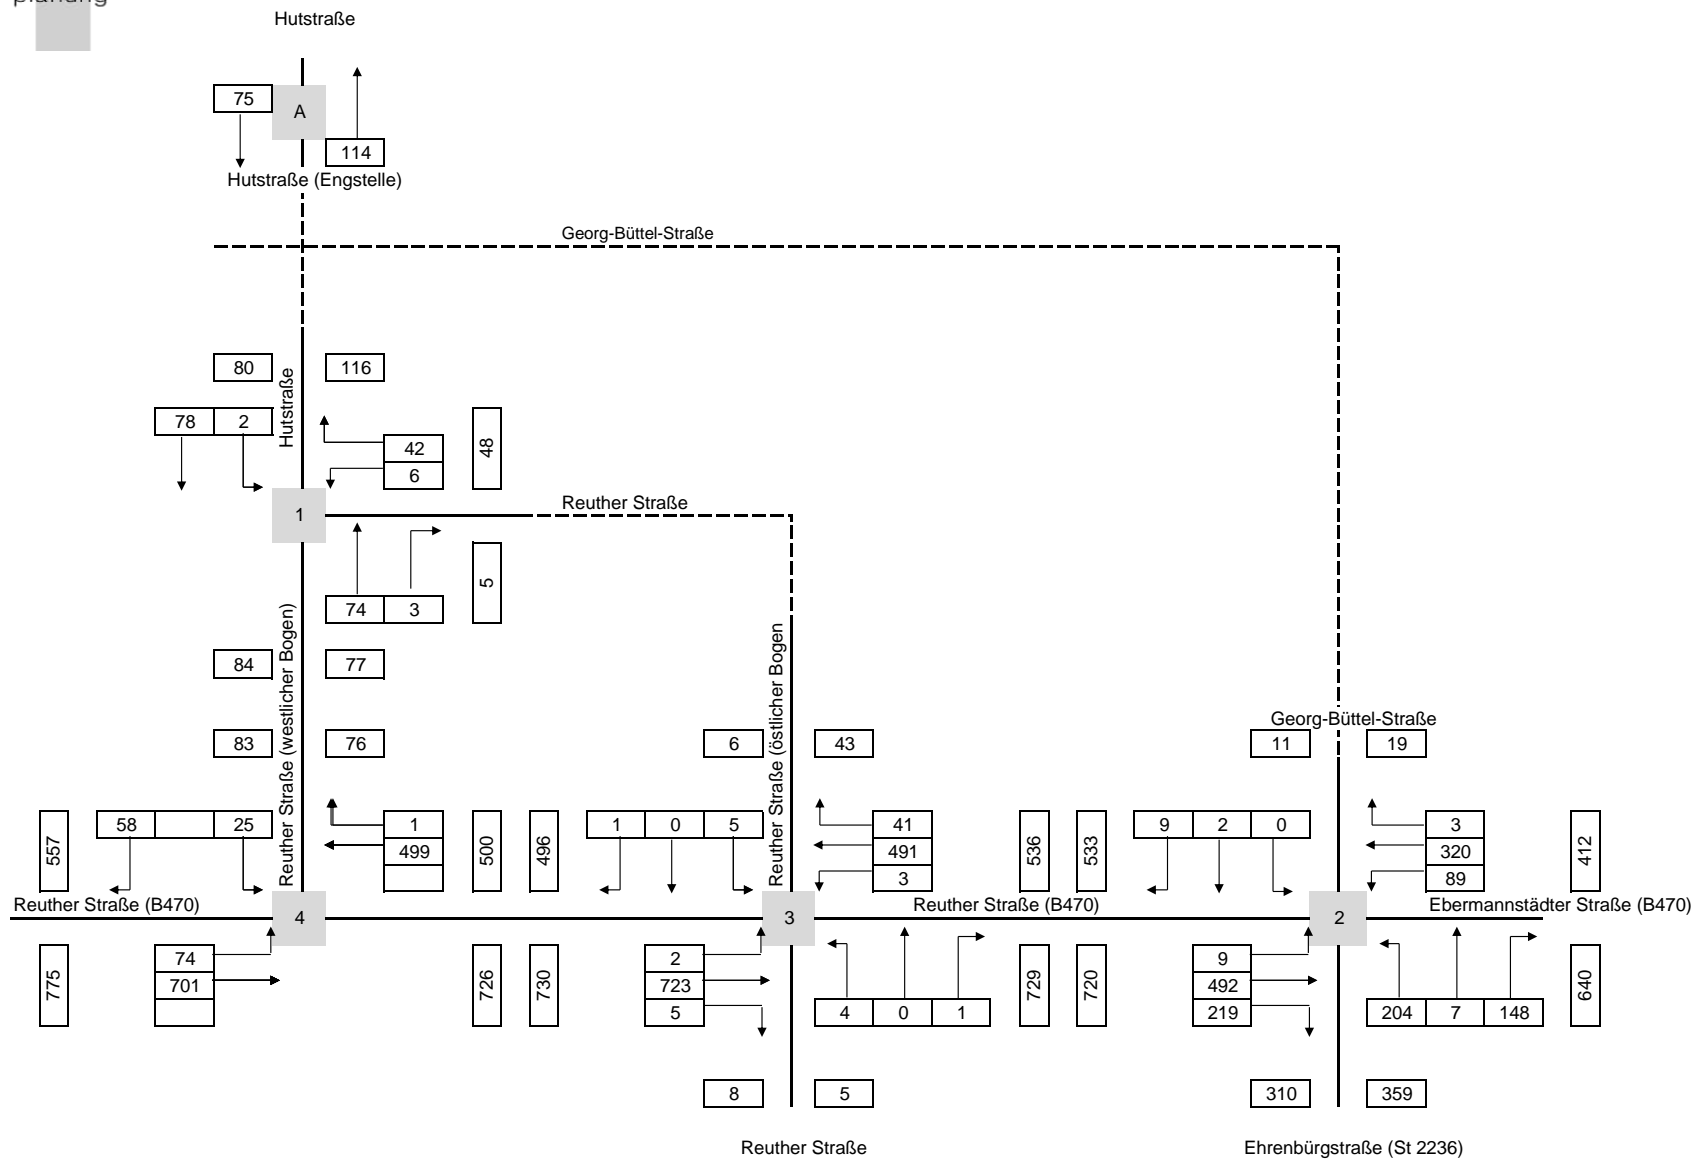 planung
Hutstraße
75
A
114
Hutstraße (Engstelle)
Georg-Büttel-Straße
80
116
Hutstraße
78 2
42
6
48
1
Reuther Straße
5
74 3
84
77
Reuther Straße (westlicher Bogen)
83
76
6
43
Reuther Straße (östlicher Bogen
Georg-Büttel-Straße
11
19
557
58 25
1
499
500
496
1 0 5
41
491
3
536
533
9 2 0
3
320
89
412
Reuther Straße (B470)
4
3
Reuther Straße (B470)
2
Ebermannstädter Straße (B470)
775
74
701
726
730
2
723
5
4 0 1
729
720
9
492
219
204 7 148
640
8
5
310
359
Reuther Straße
Ehrenbürgstraße (St 2236)